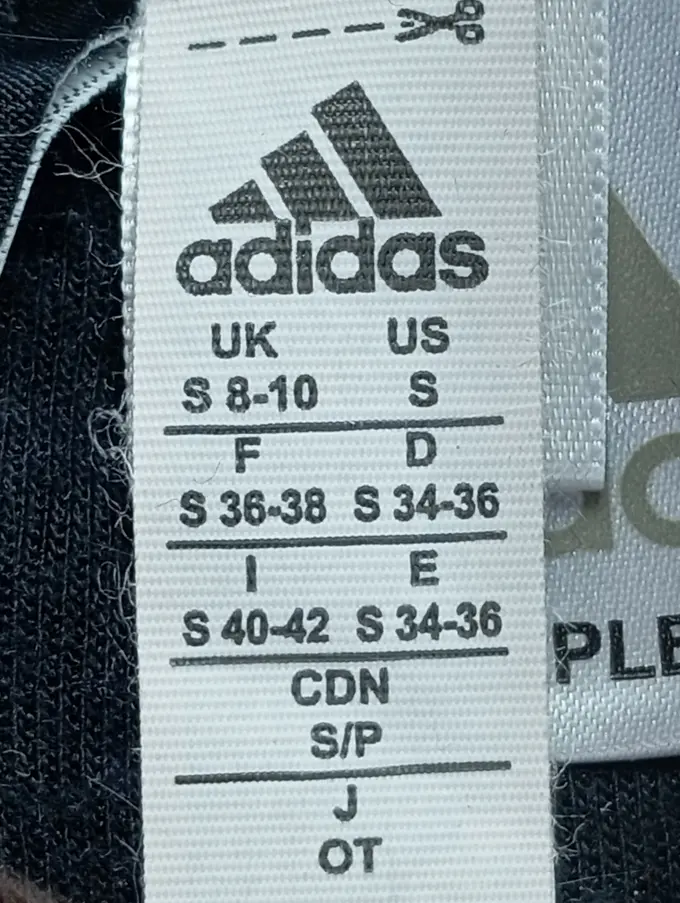 adidas
UK US
S 8-10 S
F D
S 36-38 S 34-36
I E
S 40-42 S 34-36
CDN
S/P
J
OT